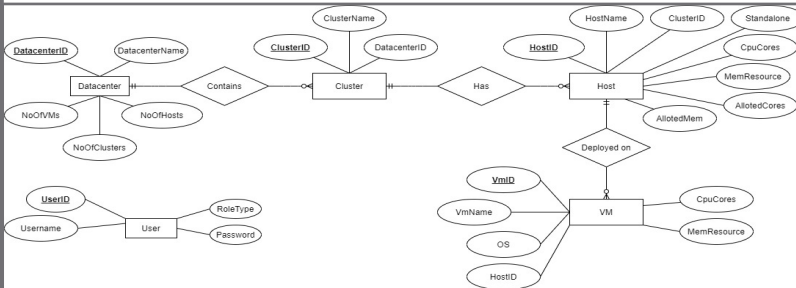 ClusterName
HostName
ClusterID
Standalone
DatacenterID
DatacenterName
ClusterID
DatacenterID
HostID
CpuCores
Datacenter
Contains
Cluster
Has
Host
MemResource
NoOfVMs
NoOfHosts
AllotedCores
AllotedMem
NoOfClusters
Deployed on
VmID
UserID
RoleType
CpuCores
Username
User
VmName
VM
Password
MemResource
OS
HostID